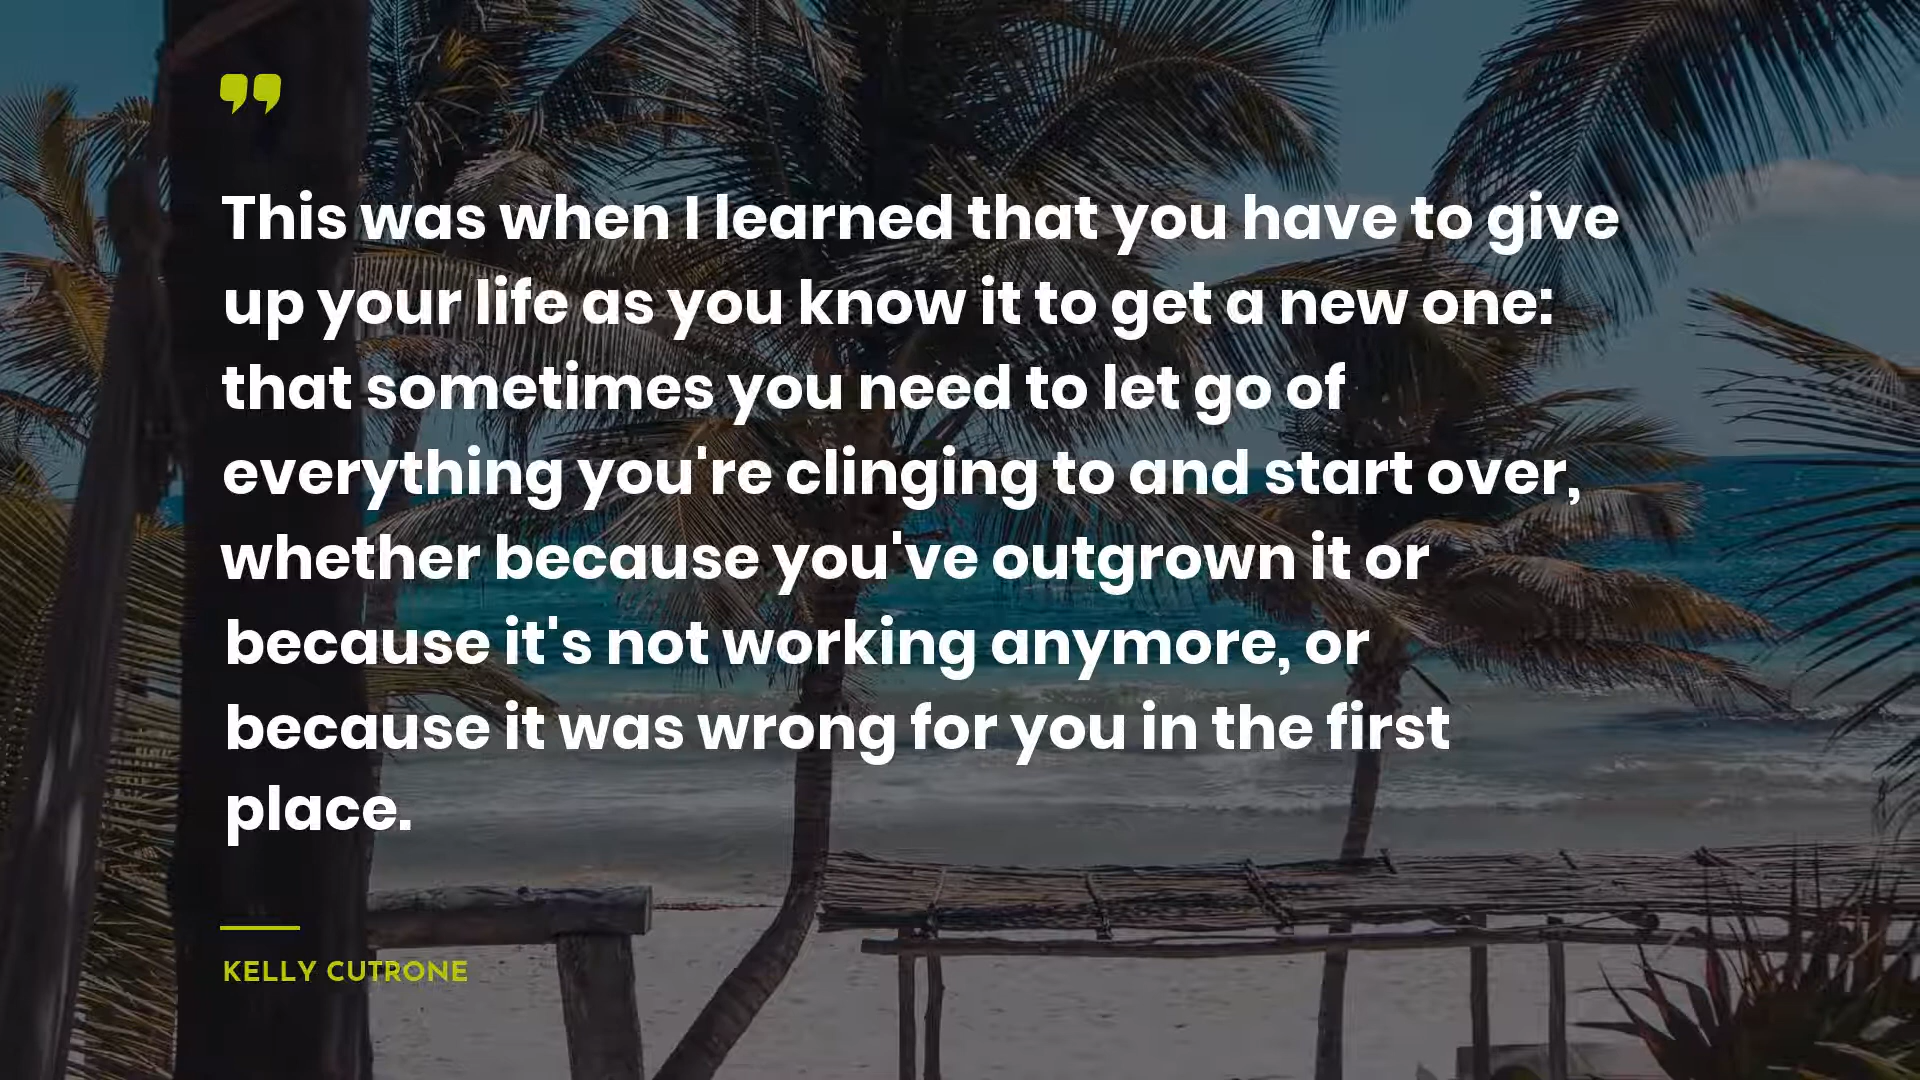 This was when I learned that you have to give
up your life as you know it to get a new one:
that sometimes you need to let go of
everything you're clinging to and start over,
whether because you've outgrown it or
because it's not working anymore, or
because it was wrong for you in the first
place.
KELLY CUTRONE